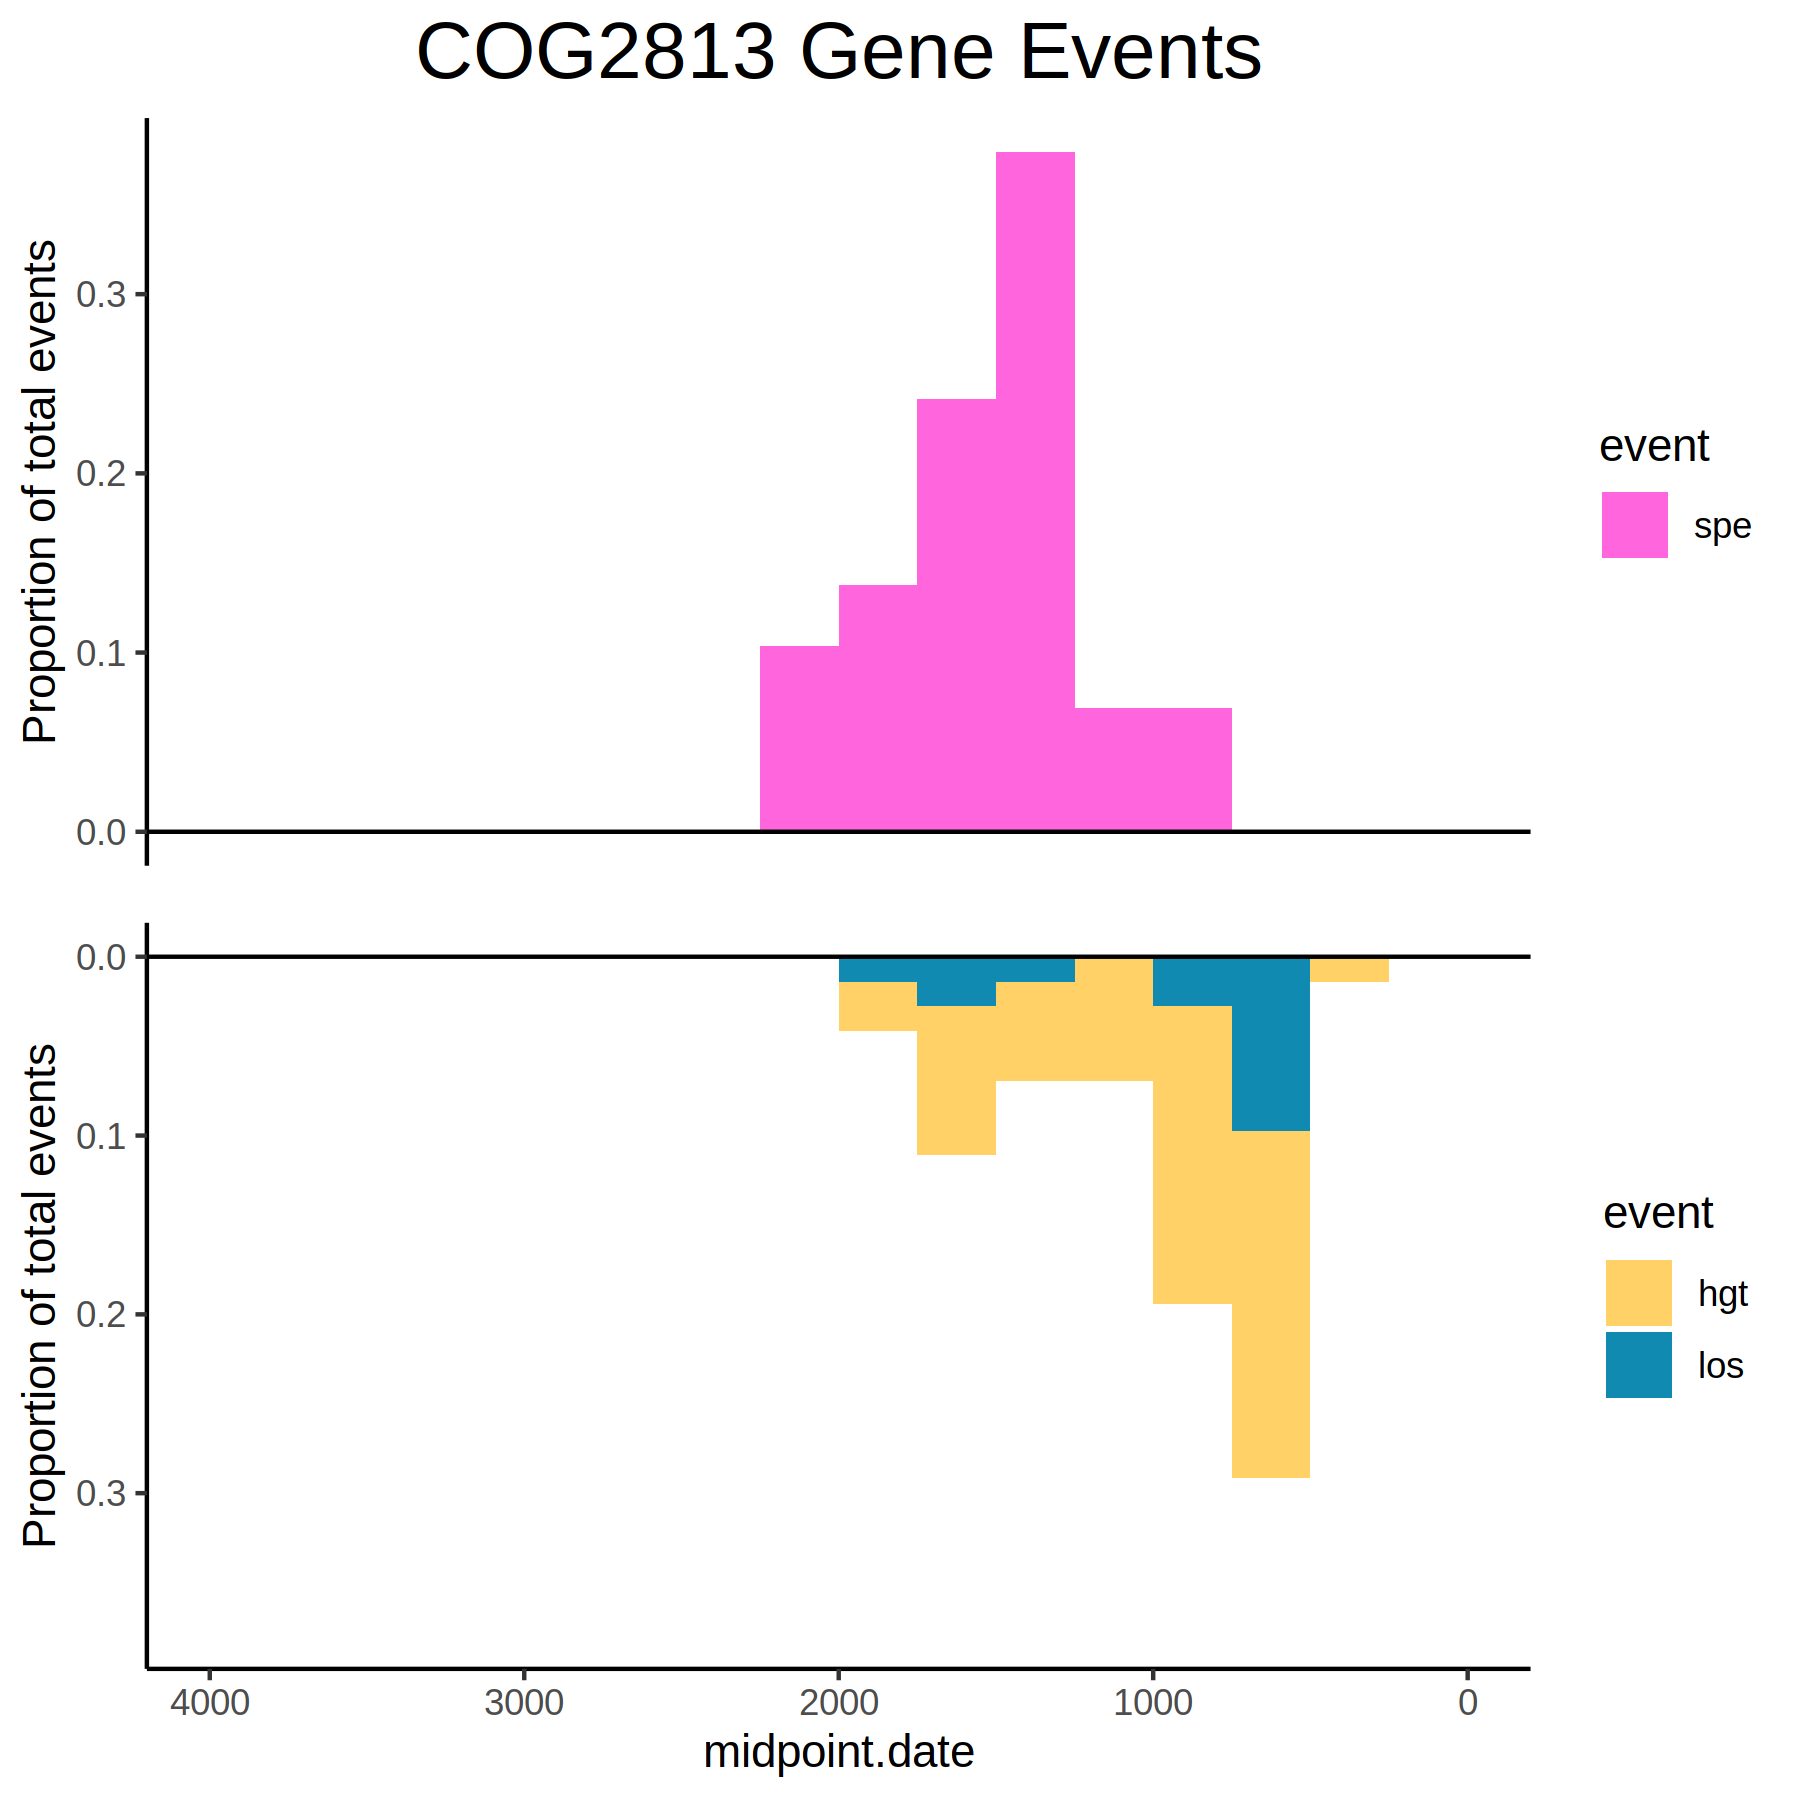 COG2813 Gene Events
Proportion of total events
0.3
0.2
0.1
0.0
event
spe
Proportion of total events
0.0
0.1
0.2
0.3
event
hgt
los
4000 3000 2000 1000 0
midpoint.date